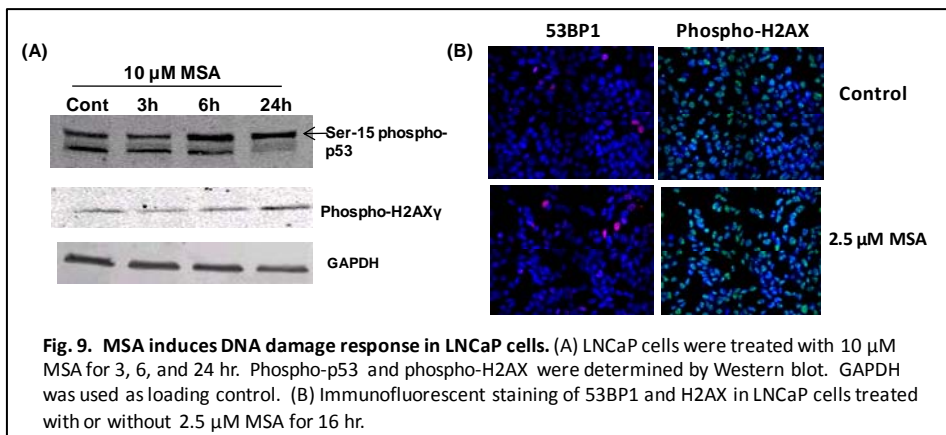 (A)
10 µM MSA
Cont 3h 6h 24h
Ser-15 phospho-
p53
Phospho-H2AXγ
GAPDH
(B)
53BP1 Phospho-H2AX
Control
2.5 µM MSA
Fig. 9. MSA induces DNA damage response in LNCaP cells. (A) LNCaP cells were treated with 10 µM
MSA for 3, 6, and 24 hr. Phospho-p53 and phospho-H2AX were determined by Western blot. GAPDH
was used as loading control. (B) Immunofluorescent staining of 53BP1 and H2AX in LNCaP cells treated
with or without 2.5 µM MSA for 16 hr.